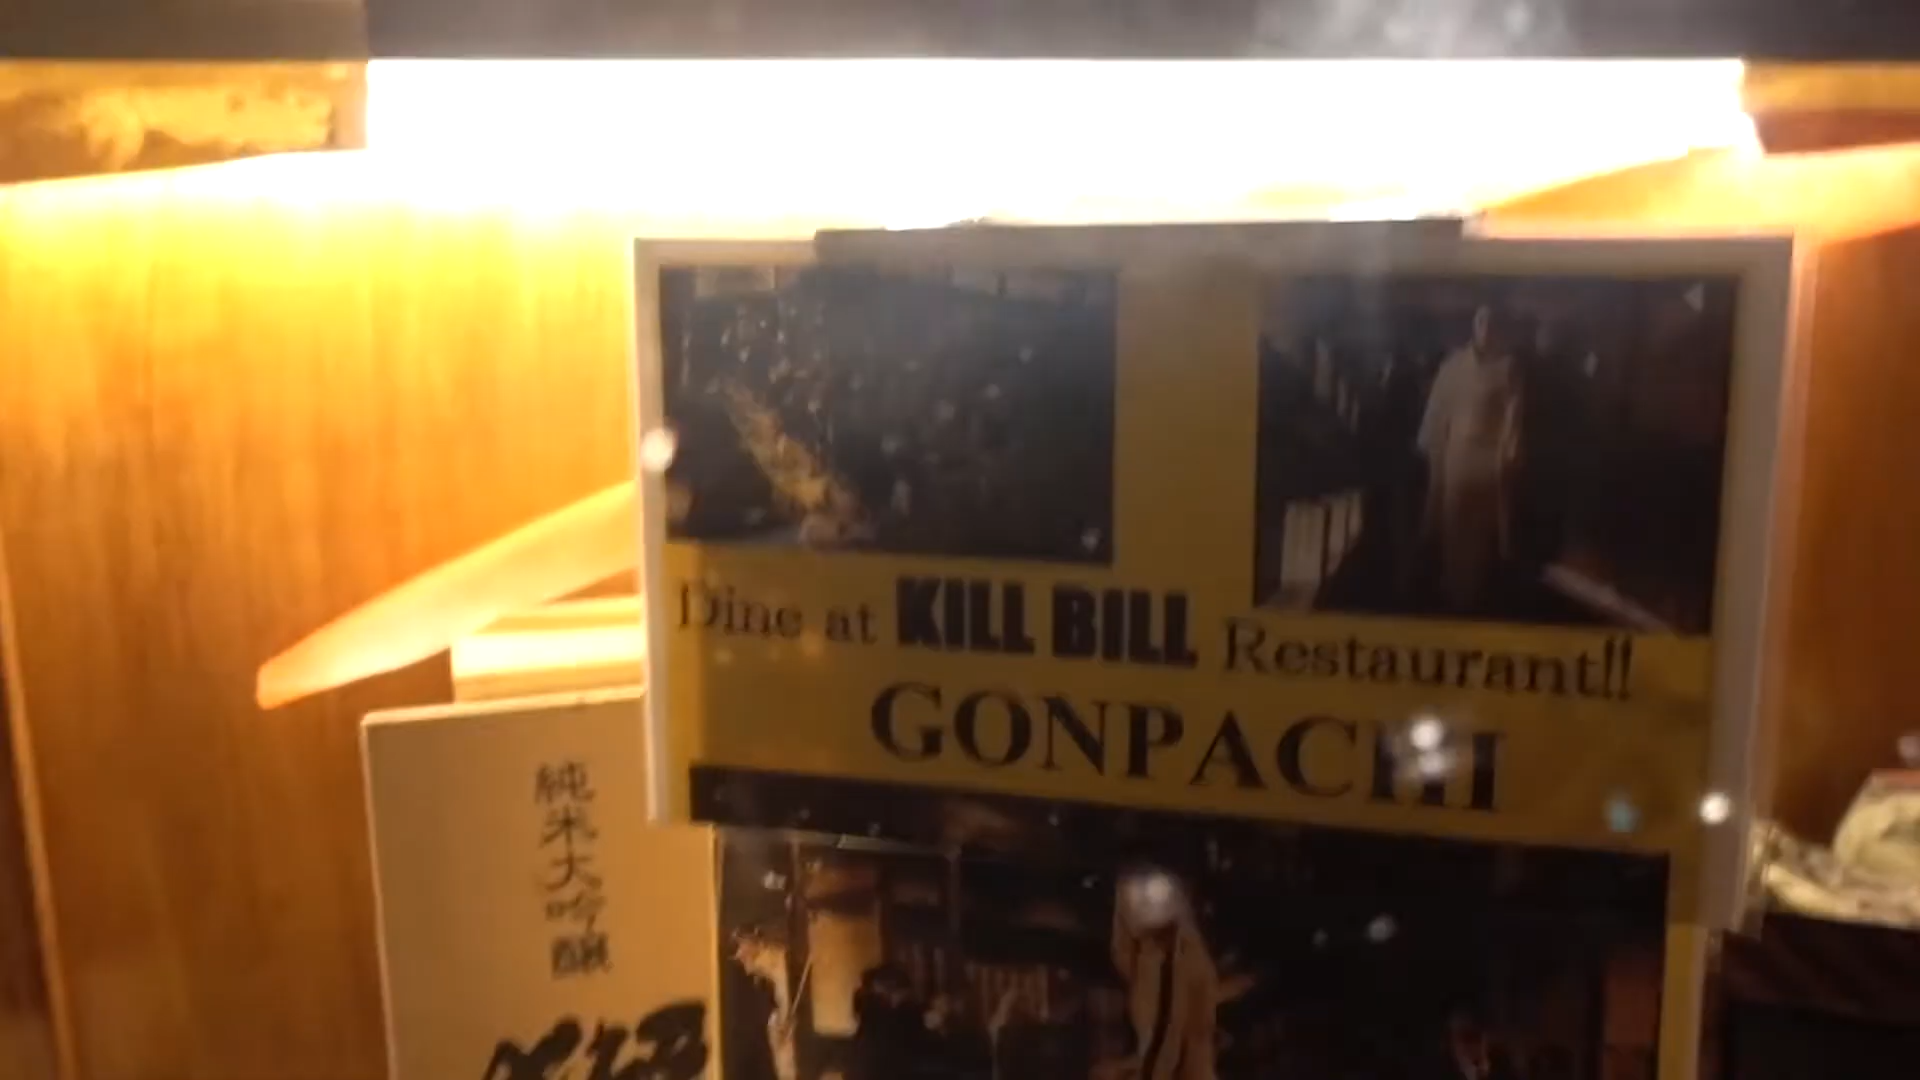 Dine at KILL BILL Restaurant!!
GONPACHI
純米大吟醸